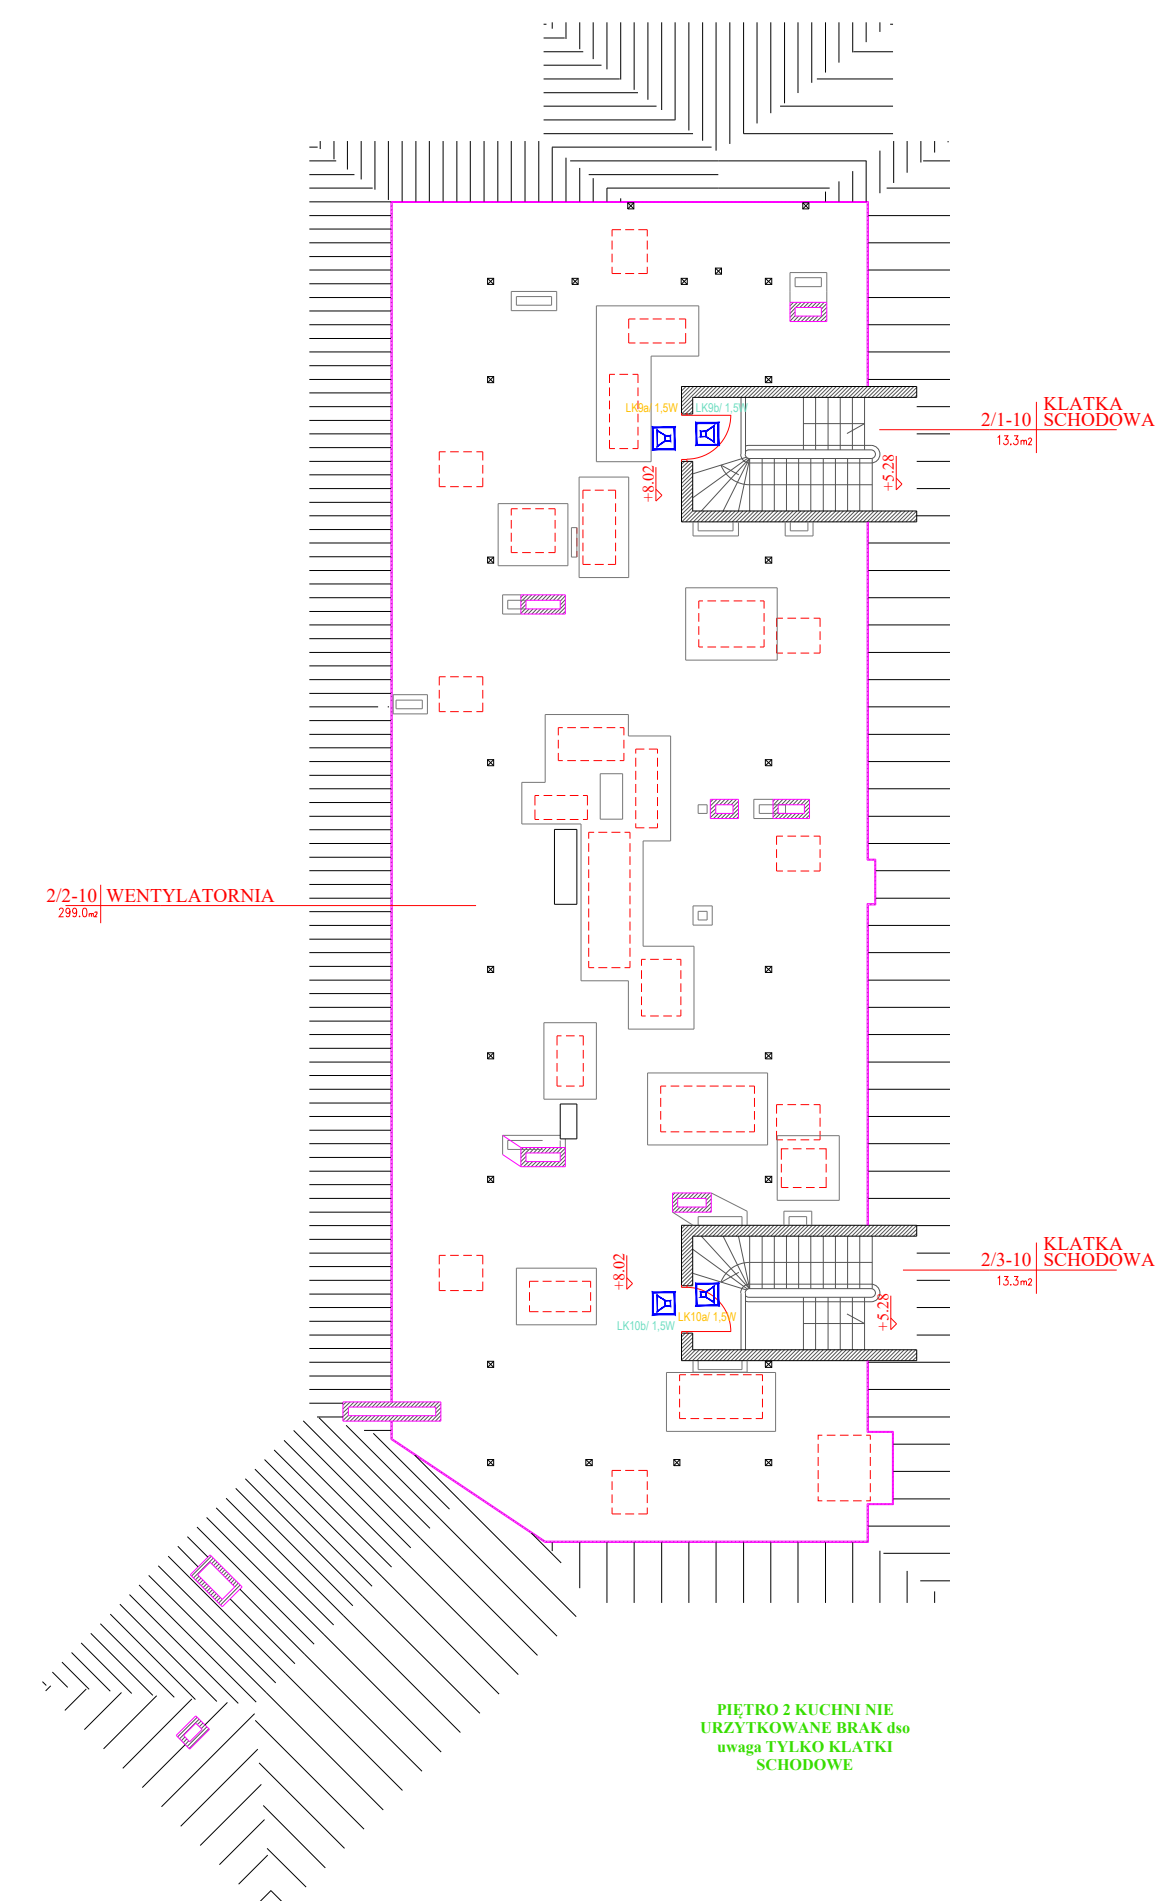 LK9a/ 1,5W
LK9b/ 1,5W
KLATKA
2/1-10 SCHODOWA
13.3m2
+8.02
+5.28
2/2-10 WENTYLATORNIA
299.0m2
KLATKA
2/3-10 SCHODOWA
13.3m2
+8.02
+5.28
LK10a/ 1,5W
LK10b/ 1,5W
PIĘTRO 2 KUCHNI NIE
URZYTKOWANE BRAK dso
uwaga TYLKO KLATKI
SCHODOWE